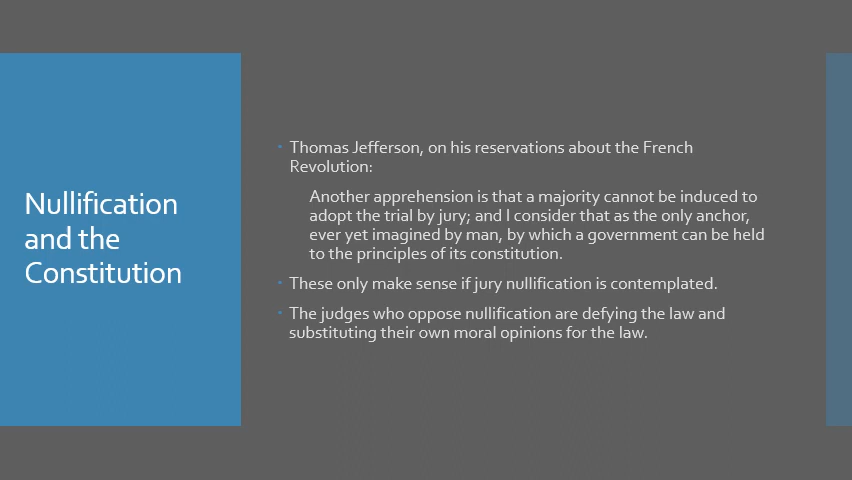 Nullification
and the
Constitution
Thomas Jefferson, on his reservations about the French
Revolution:
Another apprehension is that a majority cannot be induced to
adopt the trial by jury; and I consider that as the only anchor,
ever yet imagined by man, by which a government can be held
to the principles of its constitution.
These only make sense if jury nullification is contemplated.
The judges who oppose nullification are defying the law and
substituting their own moral opinions for the law.